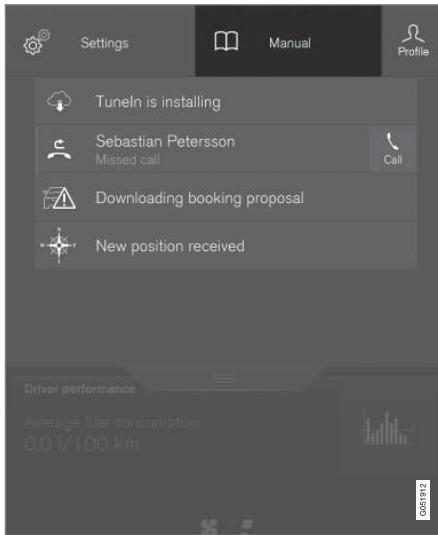 Settings
Manual
Profile
TuneIn is installing
Sebastian Petersson
Missed call
Call
Downloading booking proposal
N
New position received
Driver performance
Average fuel consumption
0.0 l/100 km
G051912